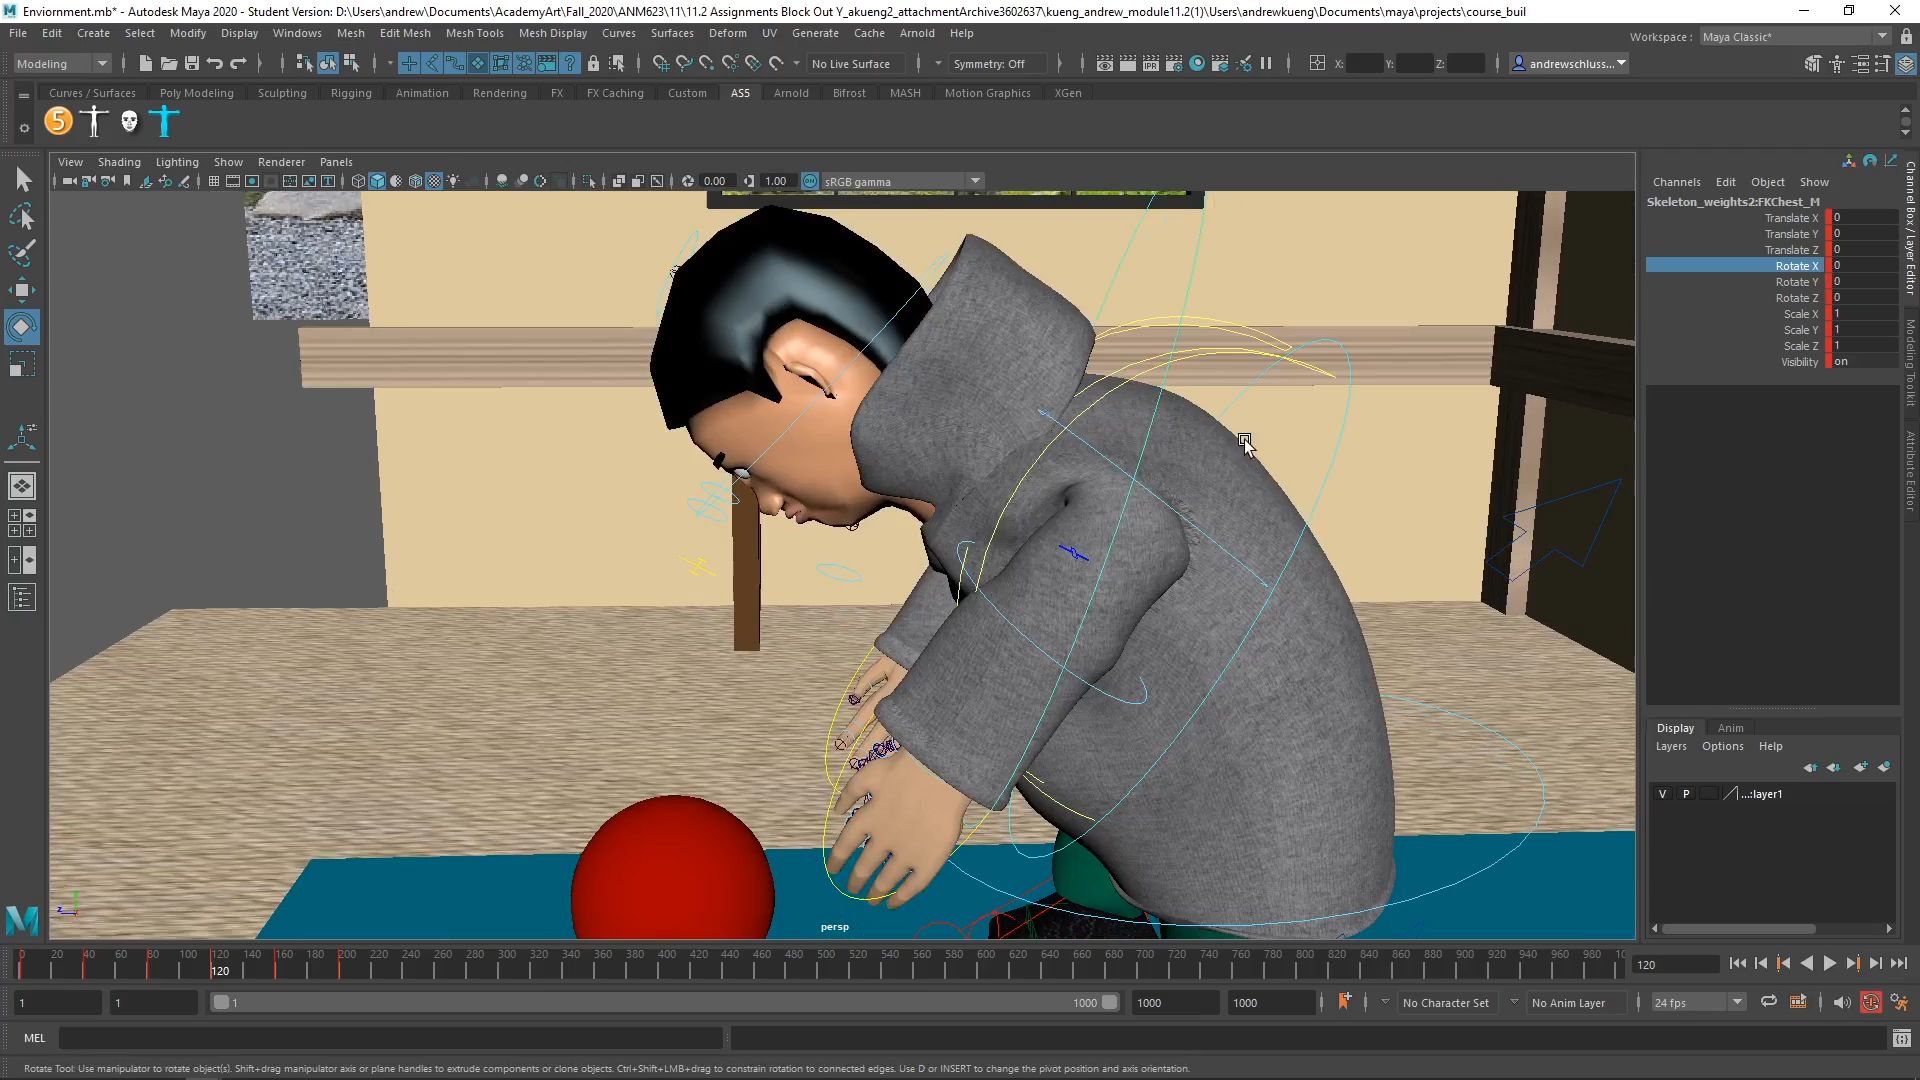 Enviornment.mb* - Autodesk Maya 2020 - Student Version: D:\Users\andrew\Documents\AcademyArt\Fall_2020\ANM623\11\11.2 Assignments Block Out Y_akueng2_attachmentArchive3602637\kueng_andrew_module11.2(1)\Users\andrewkueng\Documents\maya\projects\course_buil
File Edit Create Select Modify Display Windows Mesh Edit Mesh Mesh Tools Mesh Display Curves Surfaces Deform UV Generate Cache Arnold Help
Workspace : Maya Classic*
Modeling No Live Surface Symmetry: Off X: Y: Z: andrewschluss...
Curves / Surfaces Poly Modeling Sculpting Rigging Animation Rendering FX FX Caching Custom AS5 Arnold Bifrost MASH Motion Graphics XGen
5
View Shading Lighting Show Renderer Panels
0.00 1.00 sRGB gamma
Channels Edit Object Show
Skeleton_weights2:FKChest_M
Translate X 0
Translate Y 0
Translate Z 0
Rotate X 0
Rotate Y 0
Rotate Z 0
Scale X 1
Scale Y 1
Scale Z 1
Visibility on
Channel Box / Layer Editor
Modeling Toolkit
Attribute Editor
Display Anim
Layers Options Help
V P ...:layer1
persp
0 20 40 60 80 100 120 140 160 180 200 220 240 260 280 300 320 340 360 380 400 420 440 460 480 500 520 540 560 580 600 620 640 660 680 700 720 740 760 780 800 820 840 860 880 900 920 940 960 980
120
120
1 1 1 1000 1000 1000 No Character Set No Anim Layer 24 fps
MEL
Rotate Tool: Use manipulator to rotate object(s). Shift+drag manipulator axis or plane handles to extrude components or clone objects. Ctrl+Shift+LMB+drag to constrain rotation to connected edges. Use D or INSERT to change the pivot position and axis orientation.